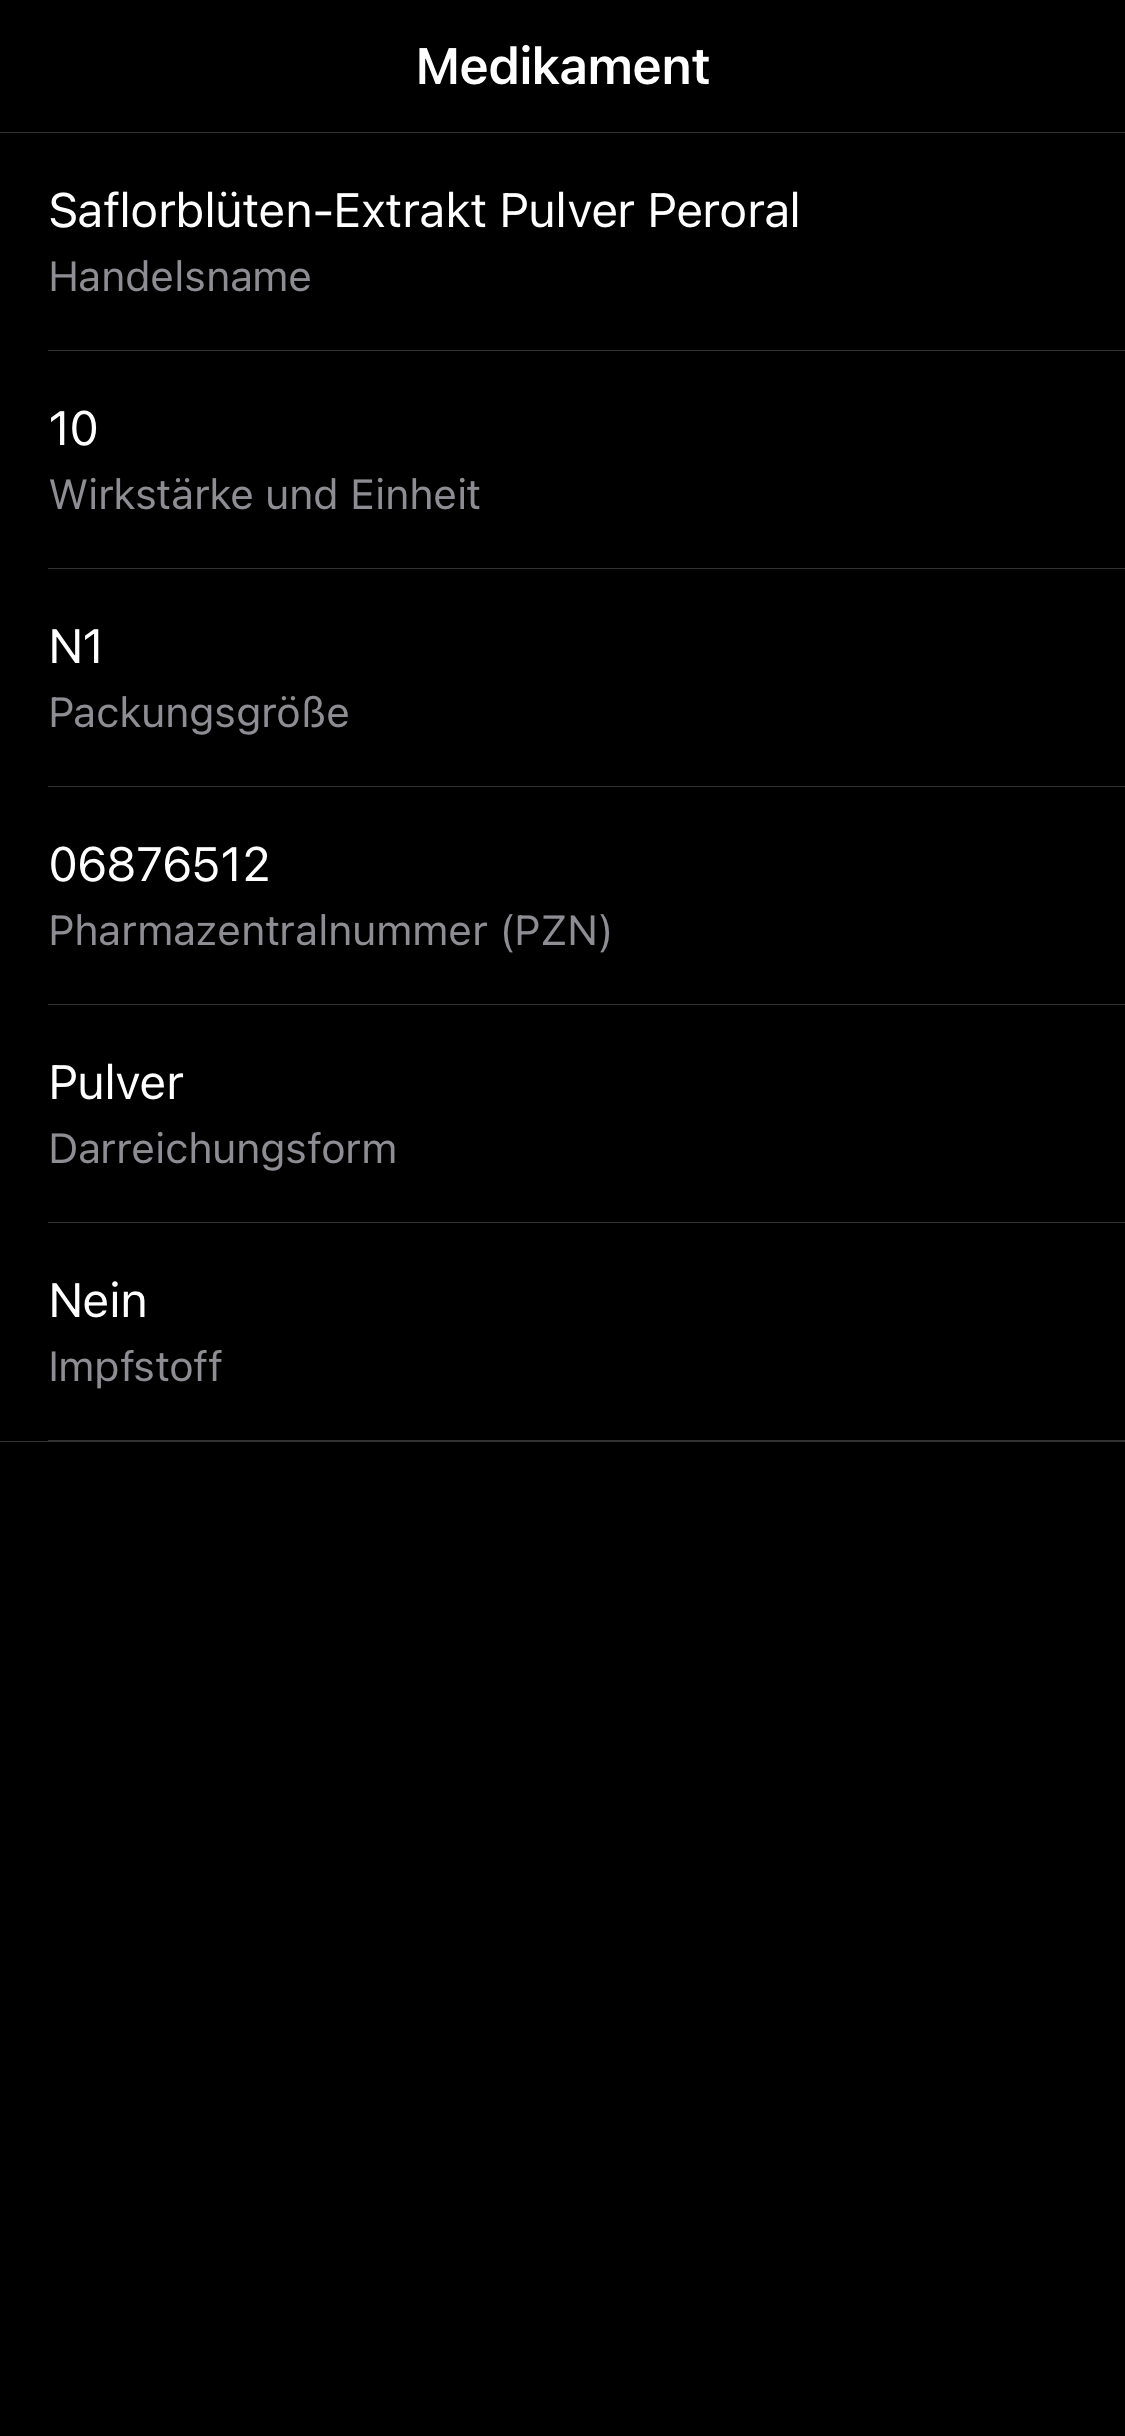 Medikament
Saflorblüten-Extrakt Pulver Peroral
Handelsname
10
Wirkstärke und Einheit
N1
Packungsgröße
06876512
Pharmazentralnummer (PZN)
Pulver
Darreichungsform
Nein
Impfstoff